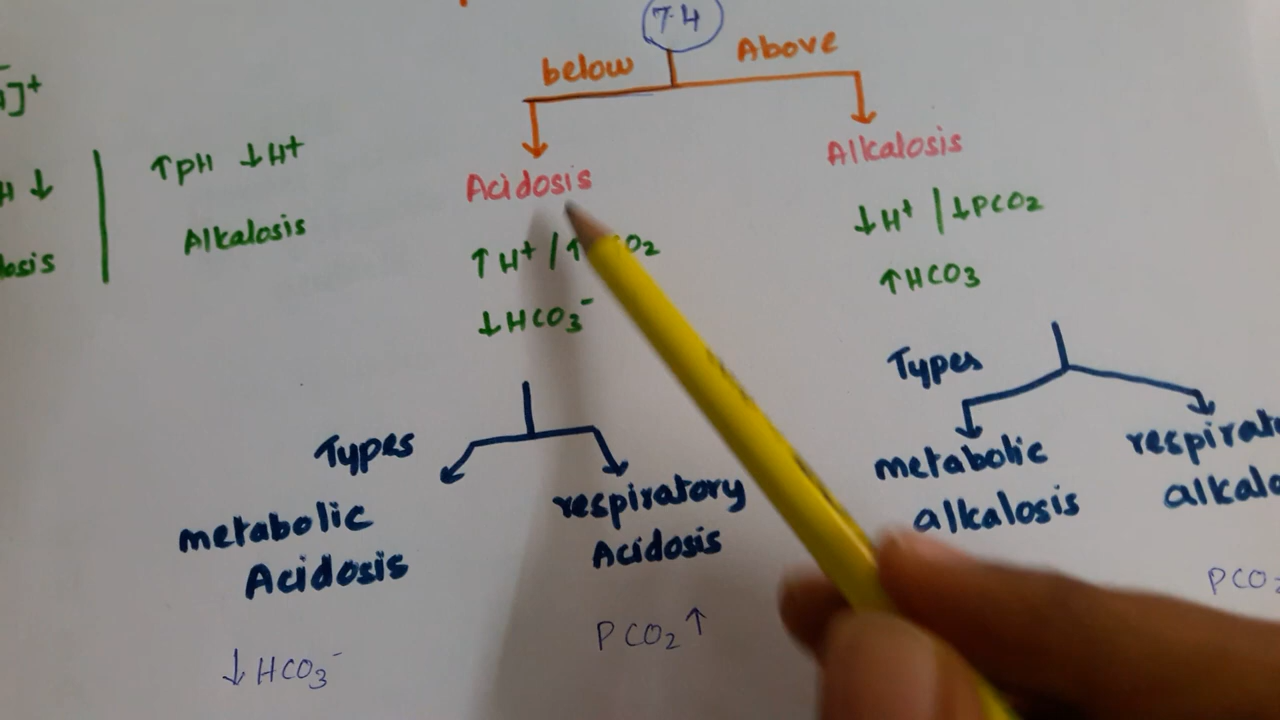 7.4
below
Above
]+
↑pH ↓H+
Alkalosis
H ↓
Acidosis
↑H+ /↑
↓HCO3-
Alkalosis
↓H+ /↓PCO2
↑HCO3
Types
metabolic
Acidosis
↓HCO3-
respiratory
Acidosis
PCO2↑
Types
metabolic
alkalosis